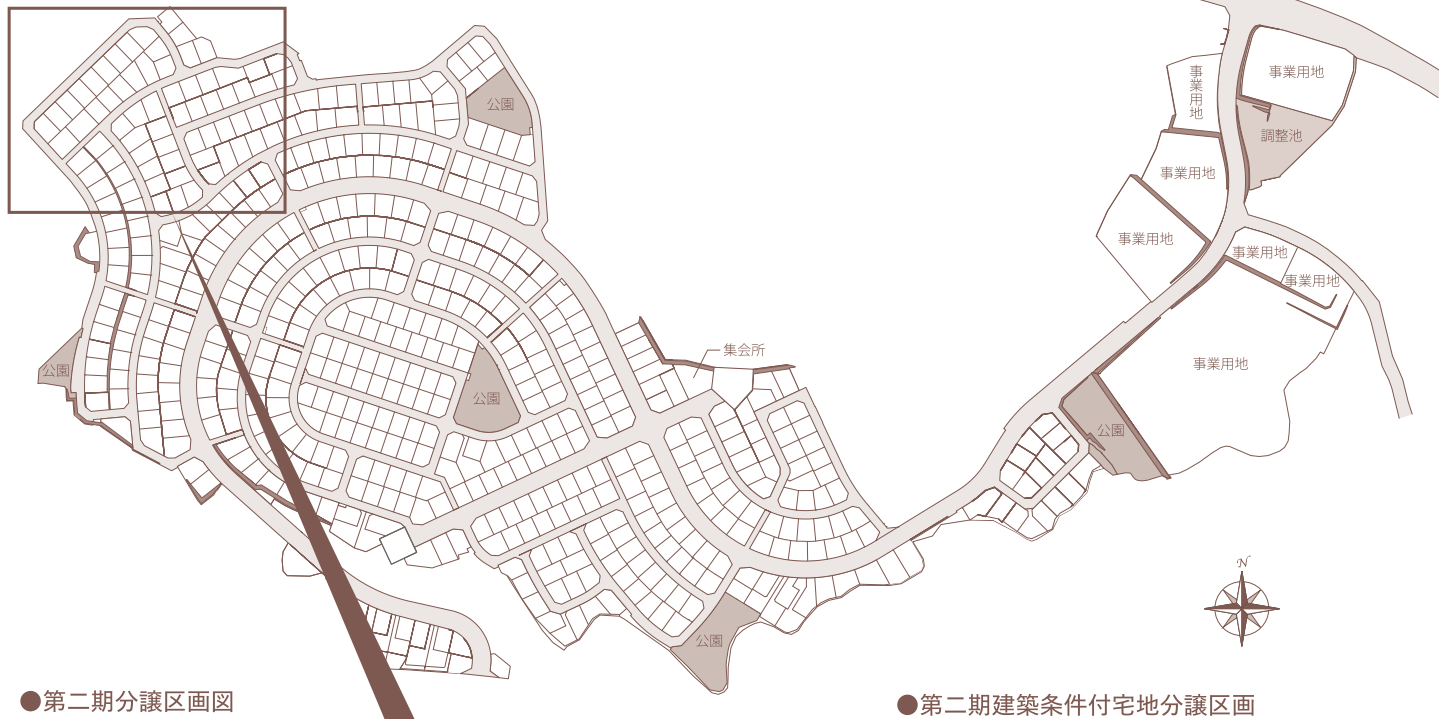 公園
公園
公園
集会所
公園
公園
事業用地
事業用地
調整池
事業用地
事業用地
事業用地
事業用地
事業用地
N
●第二期分譲区画図
●第二期建築条件付宅地分譲区画